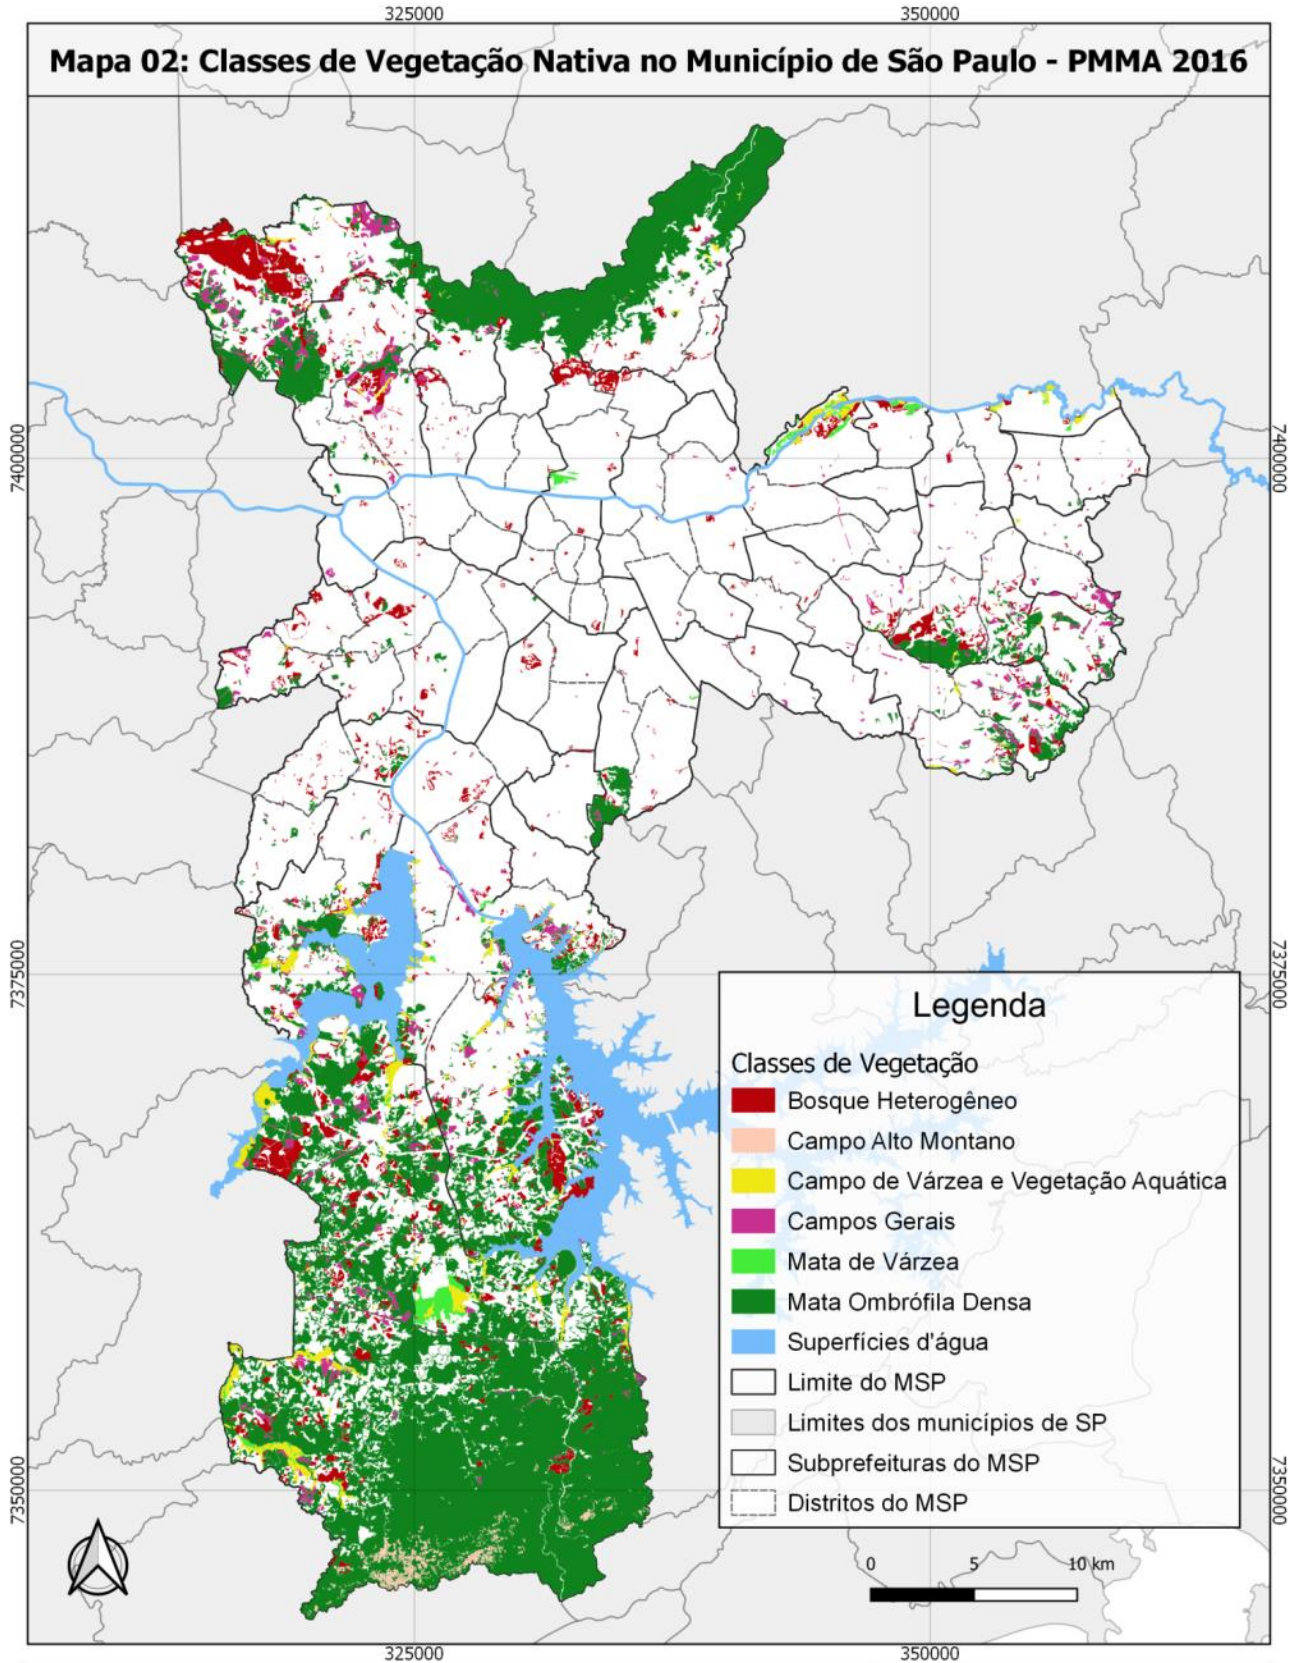 325000
350000
Mapa 02: Classes de Vegetação Nativa no Município de São Paulo - PMMA 2016
7400000
7400000
7375000
7375000
Legenda
Classes de Vegetação
Bosque Heterogêneo
Campo Alto Montano
Campo de Várzea e Vegetação Aquática
Campos Gerais
Mata de Várzea
Mata Ombrófila Densa
Superfícies d'água
Limite do MSP
Limites dos municípios de SP
Subprefeituras do MSP
Distritos do MSP
7350000
7350000
0 5 10 km
325000
350000